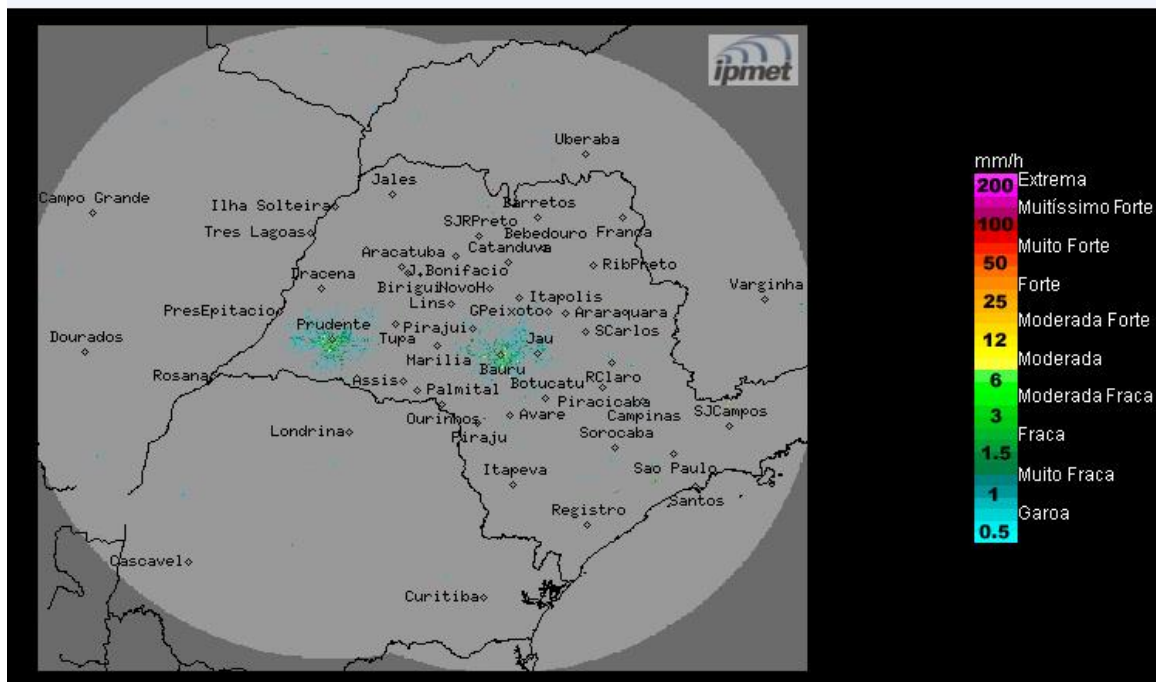 ipmet
Uberaba
Jales
Campo Grande
Ilha Solteira
Barretos
SJRPreto
Tres Lagoas
Bebedouro
Franca
Catanduva
Aracatuba
J.Bonifacio
RibPreto
Dracena
Birigui
NovoH
Varginha
Itapolis
Lins
PresEpitacio
GPeixoto
Araraquara
Prudente
Pirajui
SCarlos
Dourados
Tupa
Jau
Marilia
Bauru
Rosana
Assis
Botucatu
RClaro
Palmital
Piracicaba
Ourinhos
Avare
Campinas
SJCampos
Londrina
Piraju
Sorocaba
Itapeva
Sao Paulo
Santos
Registro
Cascavel
Curitiba
mm/h
200 Extrema
Muitíssimo Forte
100
Muito Forte
50
Forte
25
Moderada Forte
12
Moderada
6
Moderada Fraca
3
Fraca
1.5
Muito Fraca
1
Garoa
0.5